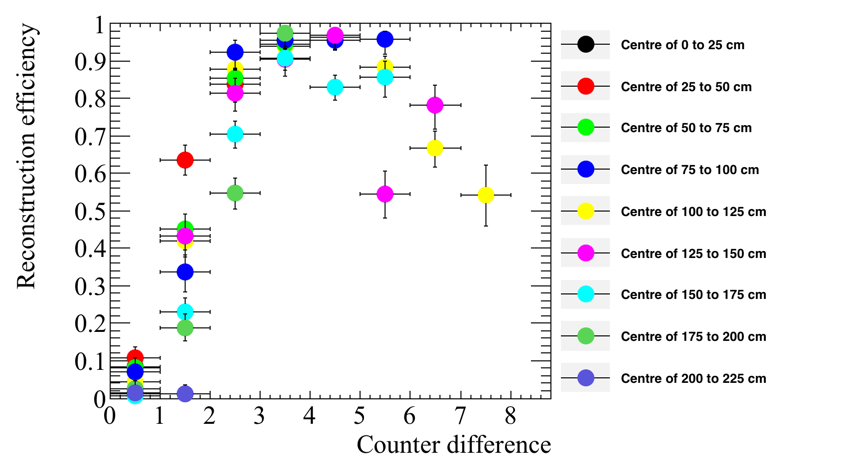 Reconstruction efficiency
1
0.9
0.8
0.7
0.6
0.5
0.4
0.3
0.2
0.1
0
0 1 2 3 4 5 6 7 8
Counter difference
Centre of 0 to 25 cm
Centre of 25 to 50 cm
Centre of 50 to 75 cm
Centre of 75 to 100 cm
Centre of 100 to 125 cm
Centre of 125 to 150 cm
Centre of 150 to 175 cm
Centre of 175 to 200 cm
Centre of 200 to 225 cm